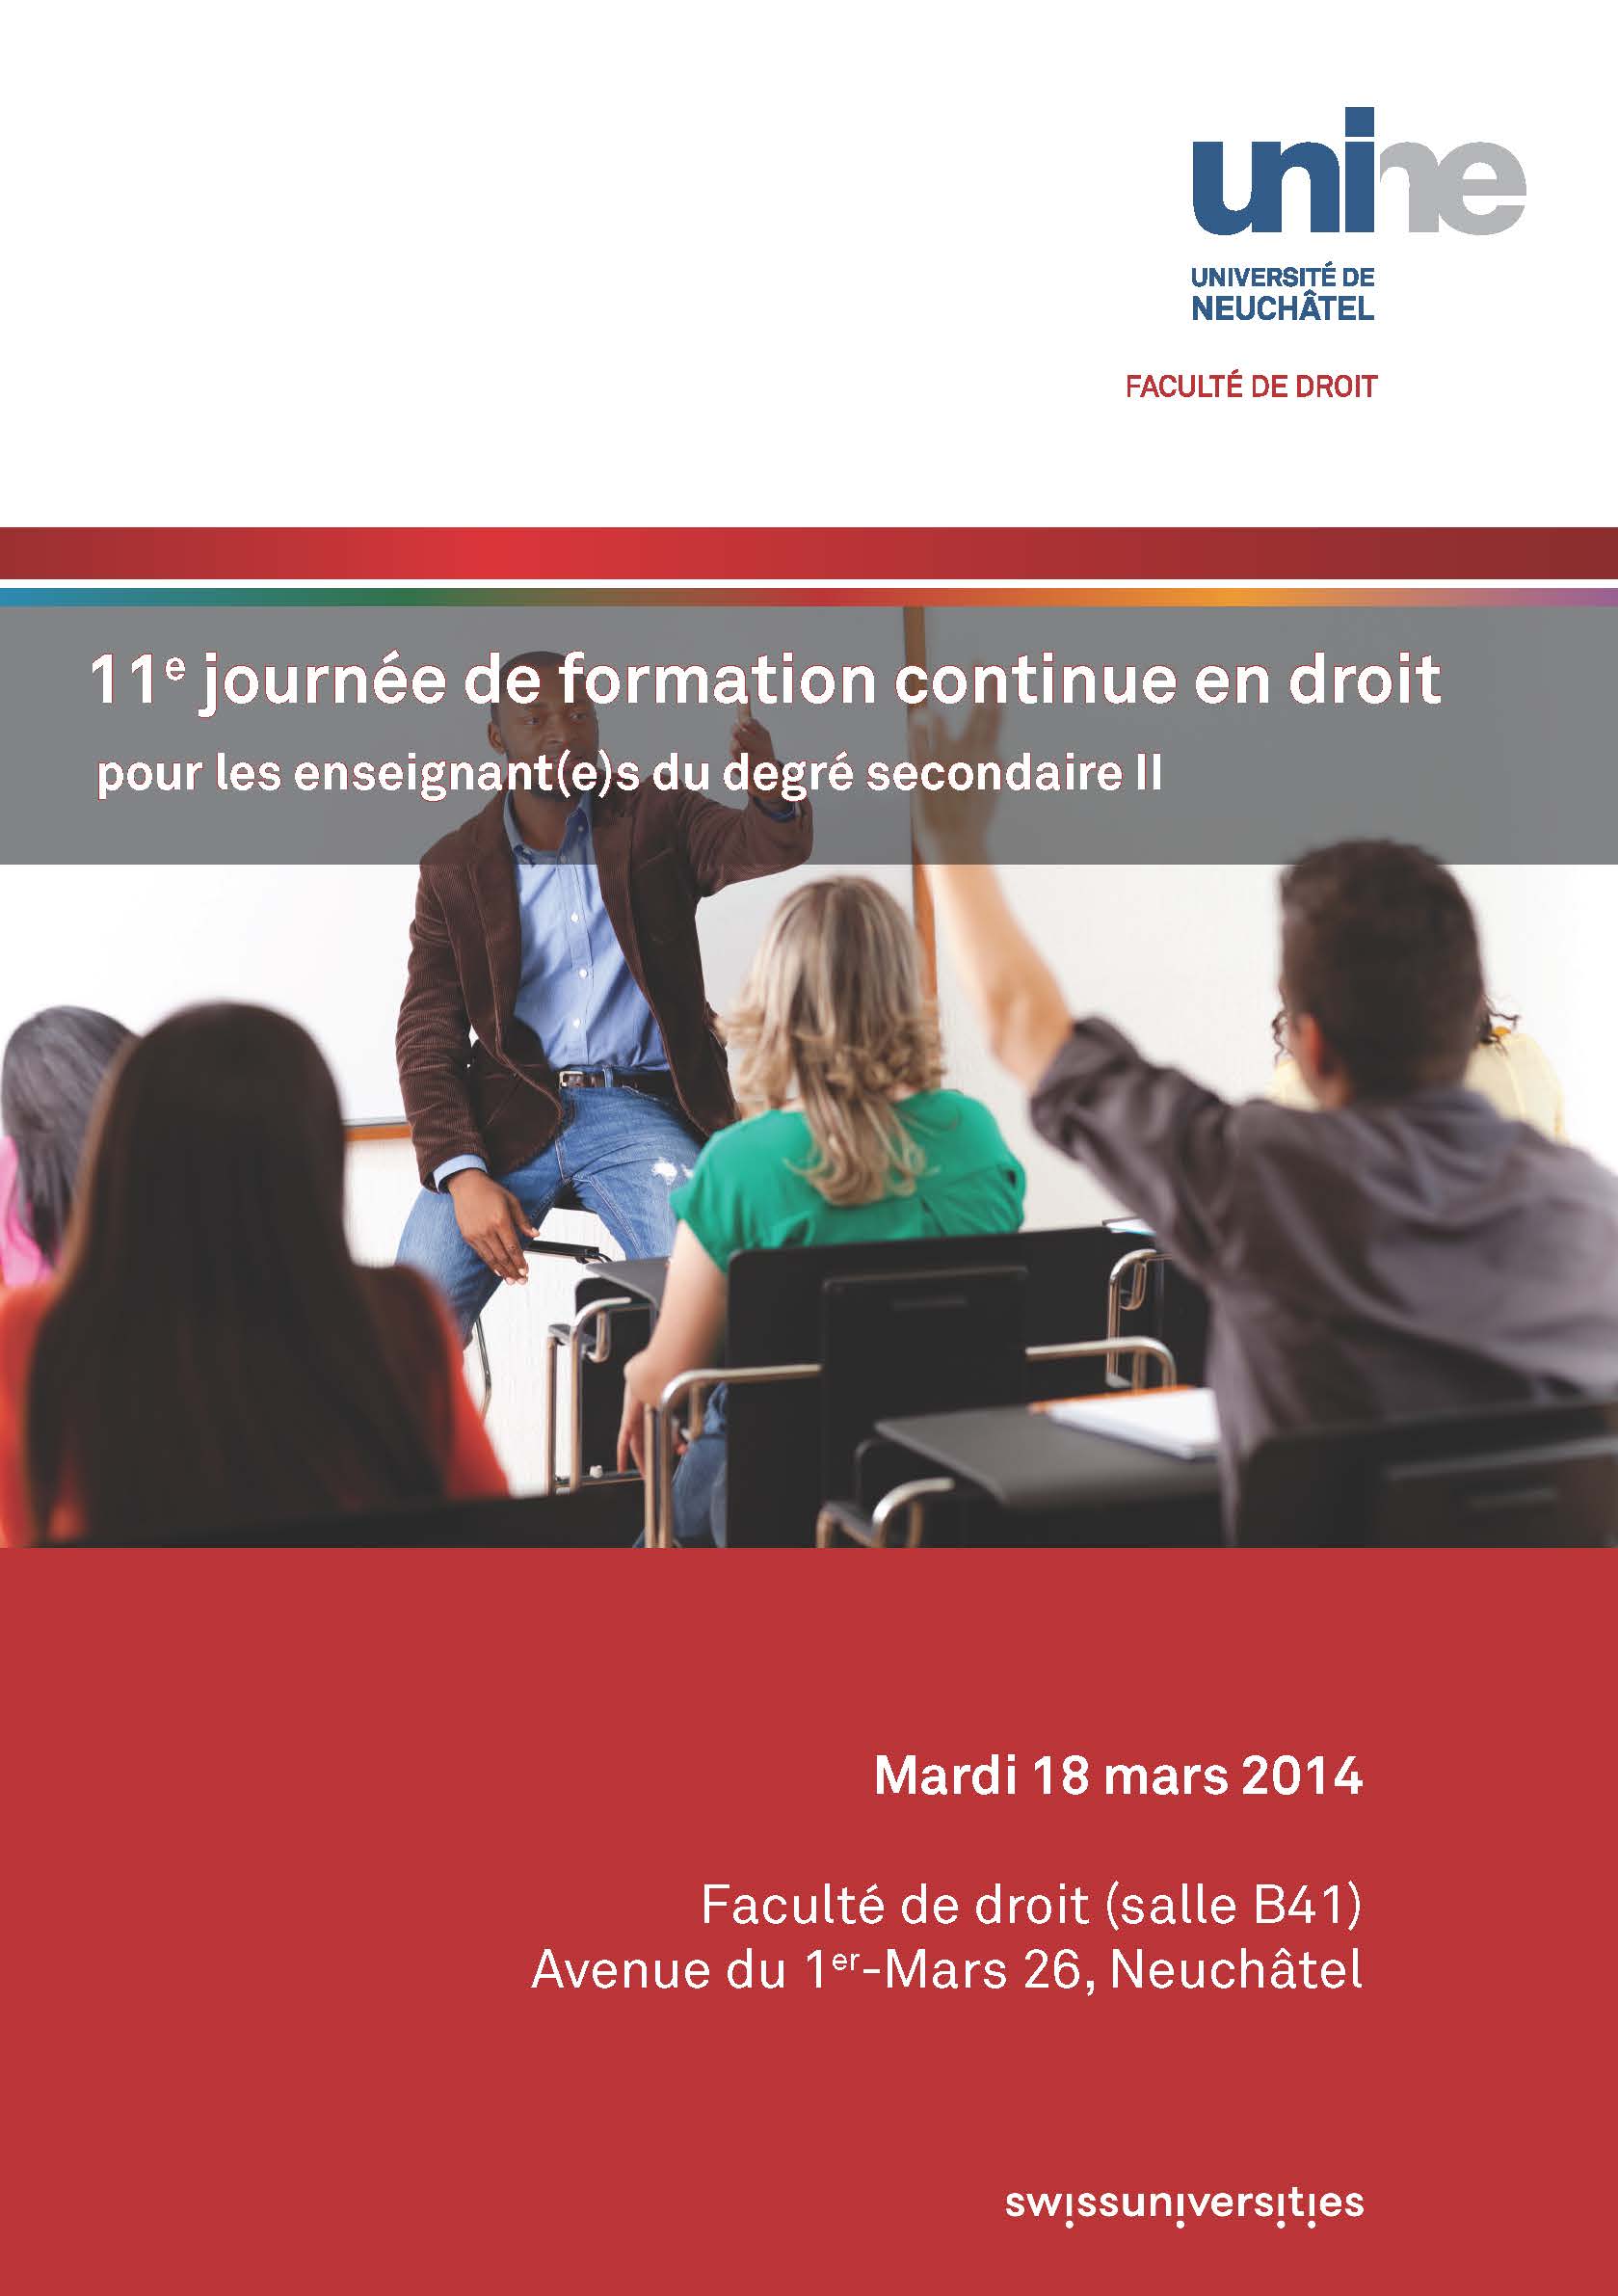 unine
UNIVERSITÉ DE
NEUCHÂTEL
FACULTÉ DE DROIT
11e journée de formation continue en droit
pour les enseignant(e)s du degré secondaire II
Mardi 18 mars 2014
Faculté de droit (salle B41)
Avenue du 1er-Mars 26, Neuchâtel
swissuniversities